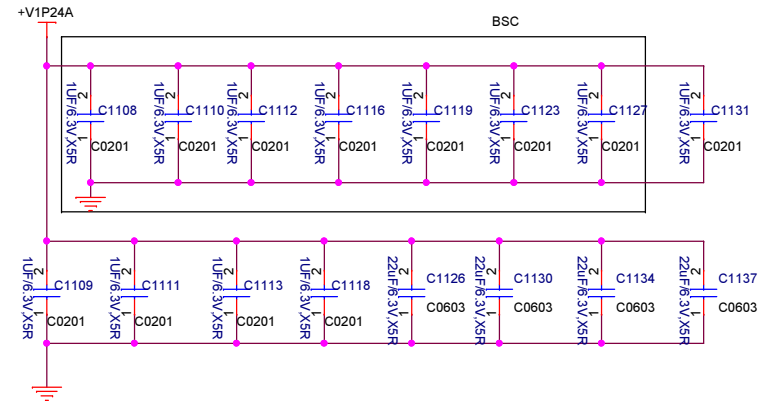 +V1P24A
BSC
1UF/6.3V,X5R
2
1
C1108
C0201
1UF/6.3V,X5R
2
1
C1110
C0201
1UF/6.3V,X5R
2
1
C1112
C0201
1UF/6.3V,X5R
2
1
C1116
C0201
1UF/6.3V,X5R
2
1
C1119
C0201
1UF/6.3V,X5R
2
1
C1123
C0201
1UF/6.3V,X5R
2
1
C1127
C0201
1UF/6.3V,X5R
2
1
C1131
C0201
1UF/6.3V,X5R
2
1
C1109
C0201
1UF/6.3V,X5R
2
1
C1111
C0201
1UF/6.3V,X5R
2
1
C1113
C0201
1UF/6.3V,X5R
2
1
C1118
C0201
22uF/6.3V,X5R
2
1
C1126
C0603
22uF/6.3V,X5R
2
1
C1130
C0603
22uF/6.3V,X5R
2
1
C1134
C0603
22uF/6.3V,X5R
2
1
C1137
C0603